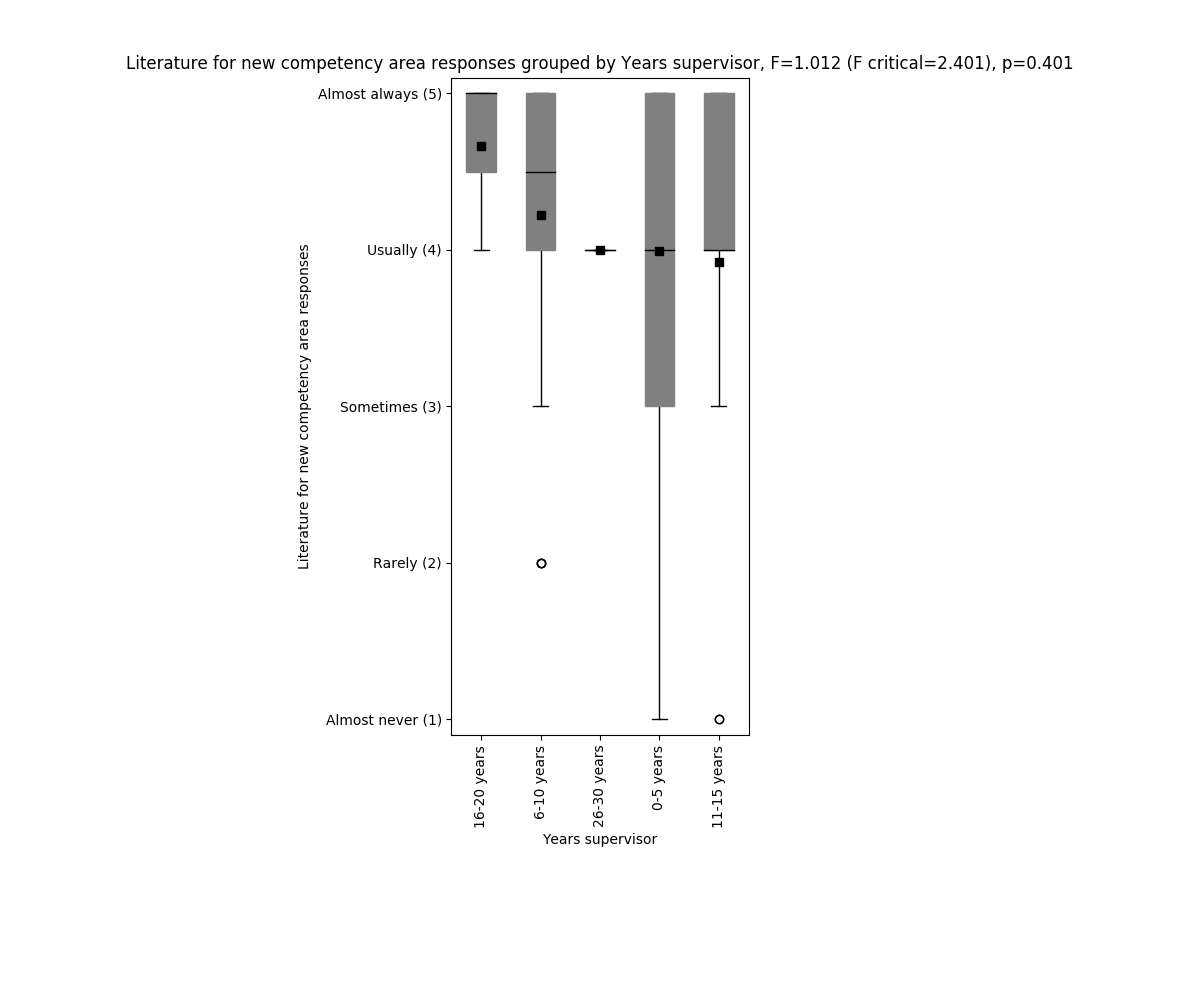 Literature for new competency area responses grouped by Years supervisor, F=1.012 (F critical=2.401), p=0.401
Almost always (5)
Usually (4)
Sometimes (3)
Rarely (2)
Almost never (1)
Literature for new competency area responses
16-20 years
6-10 years
26-30 years
0-5 years
11-15 years
Years supervisor